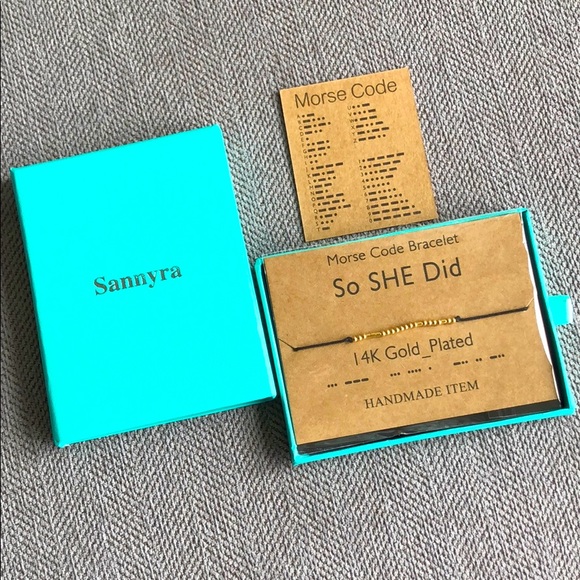 Morse Code
Sannyra
Morse Code Bracelet
So SHE Did
14K Gold_Plated
••• ▬▬▬ ••• •••• • ▬•• •• ▬••
HANDMADE ITEM